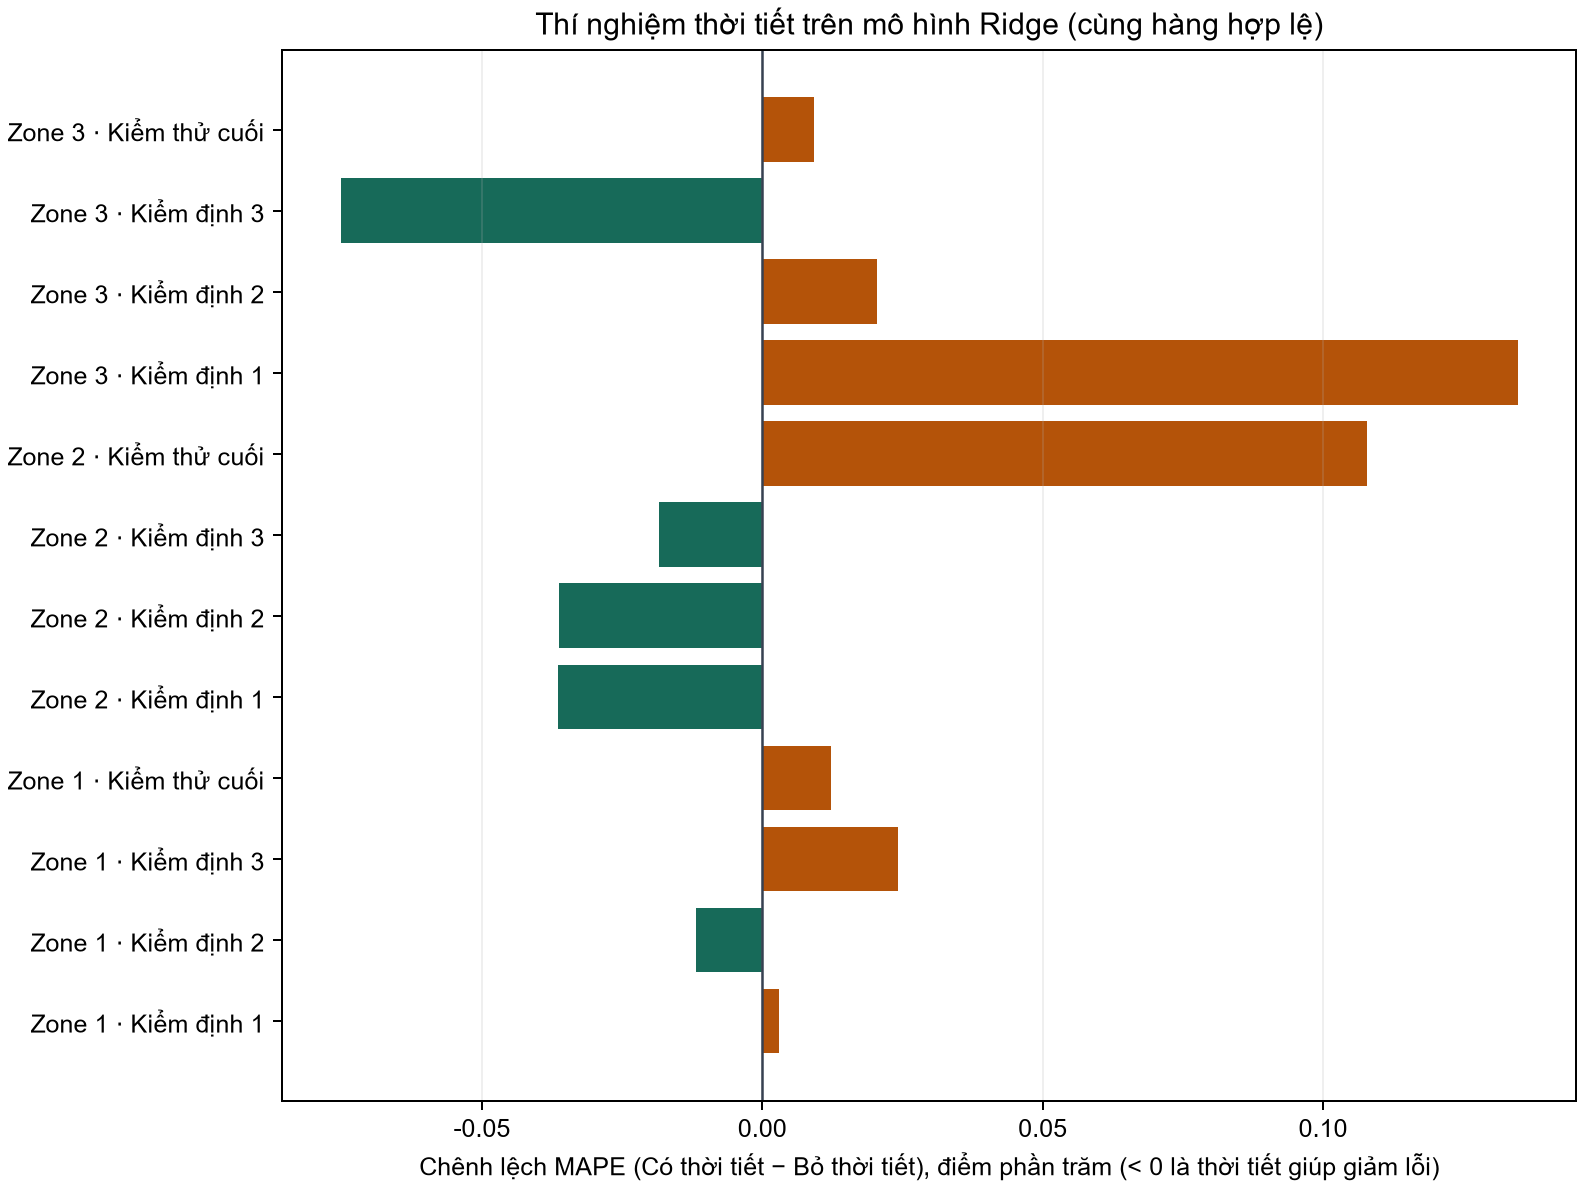 Thí nghiệm thời tiết trên mô hình Ridge (cùng hàng hợp lệ)
Zone 3 · Kiểm thử cuối
Zone 3 · Kiểm định 3
Zone 3 · Kiểm định 2
Zone 3 · Kiểm định 1
Zone 2 · Kiểm thử cuối
Zone 2 · Kiểm định 3
Zone 2 · Kiểm định 2
Zone 2 · Kiểm định 1
Zone 1 · Kiểm thử cuối
Zone 1 · Kiểm định 3
Zone 1 · Kiểm định 2
Zone 1 · Kiểm định 1
-0.05 0.00 0.05 0.10
Chênh lệch MAPE (Có thời tiết − Bỏ thời tiết), điểm phần trăm (< 0 là thời tiết giúp giảm lỗi)